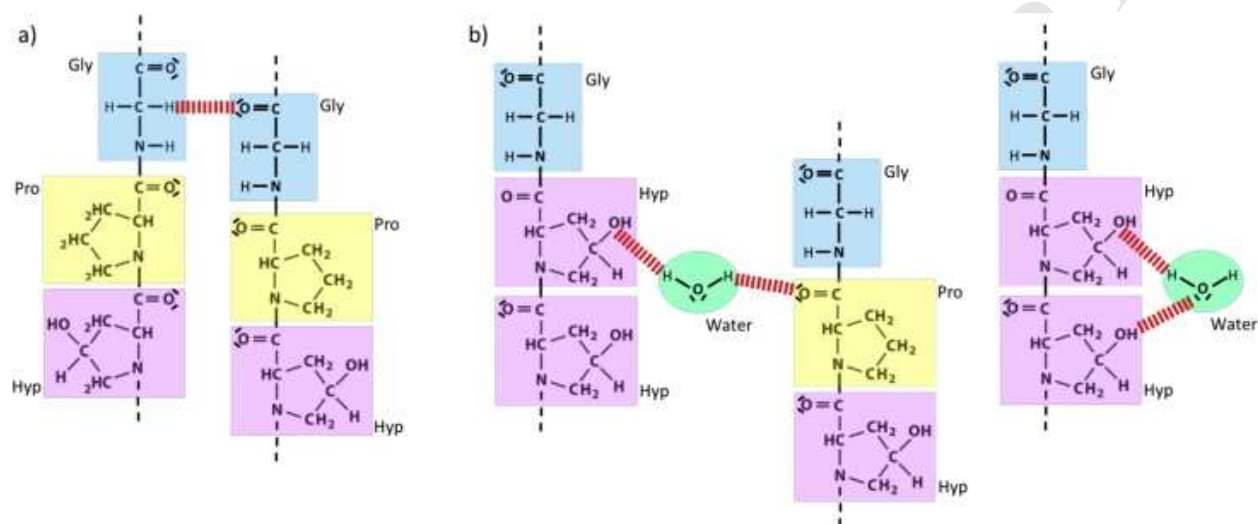 a)
Gly
C=O
H–C–H
N–H
Pro
C=O
₂HC CH
₂HC
₂HC N
C=O
HO ₂HC CH
C
H ₂HC N
Hyp
Gly
O=C
H–C–H
H–N
Pro
O=C
HC CH₂
CH₂
N CH₂
O=C
CH₂ OH
HC C
N CH₂ H
Hyp
b)
Gly
O=C
H–C–H
H–N
Hyp
O=C
CH₂ OH
HC C
N CH₂ H
O=C
CH₂ OH
HC C
N CH₂ H
Hyp
H H
O
Water
Gly
O=C
H–C–H
H–N
Pro
O=C
HC CH₂
CH₂
N CH₂
O=C
CH₂ OH
HC C
N CH₂ H
Hyp
Gly
O=C
H–C–H
H–N
Hyp
O=C
CH₂ OH
HC C
N CH₂ H
O=C
CH₂ OH
HC C
N CH₂ H
Hyp
H H
O
Water